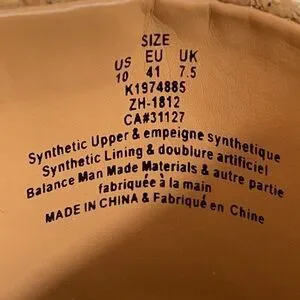 SIZE
US EU UK
10 41 7.5
K1974885
ZH-1812
CA#31127
Synthetic Upper & empeigne synthetique
Synthetic Lining & doublure artificiel
Balance Man Made Materials & autre partie
fabriquée à la main
MADE IN CHINA & Fabriqué en Chine